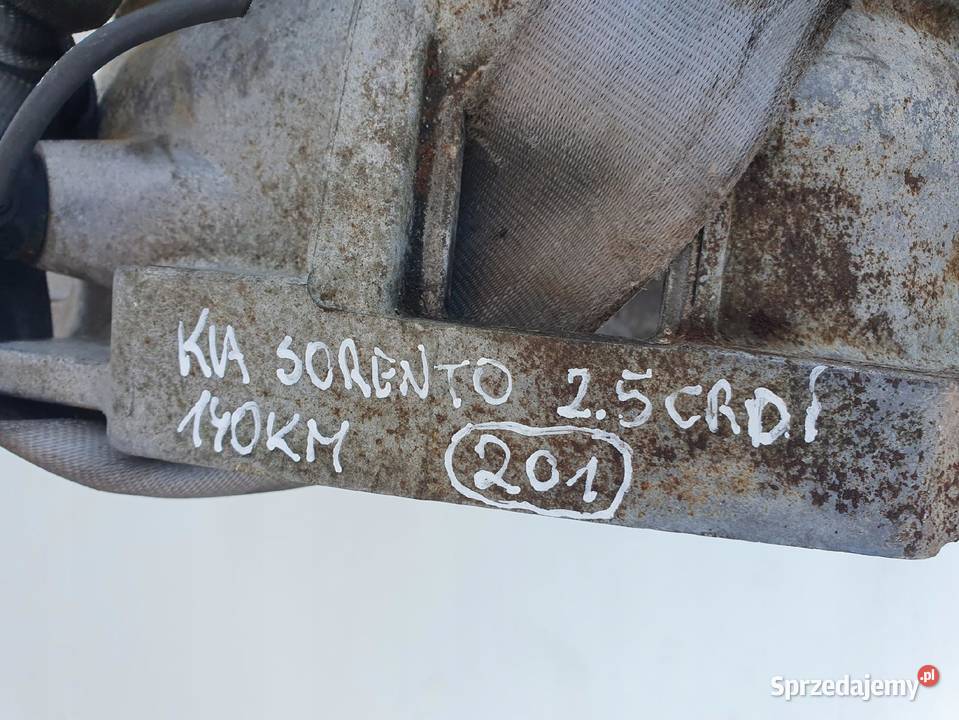 KIA SORENTO 2.5 CRDI
140KM
201
Sprzedajemy.pl